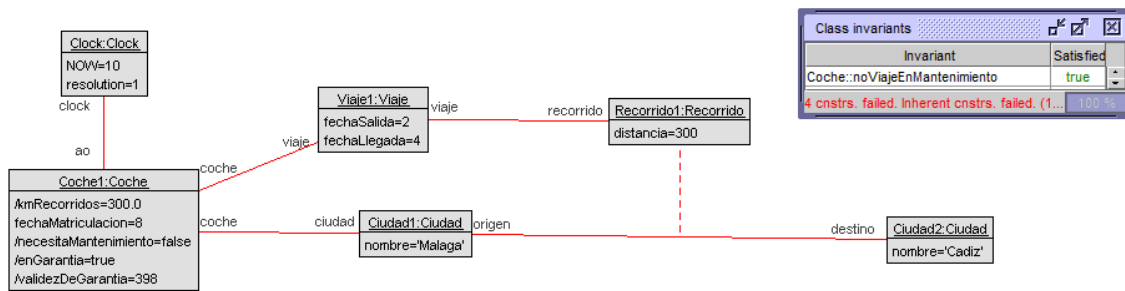 Clock:Clock
NOW=10
resolution=1
clock
ao
Coche1:Coche
/kmRecorridos=300.0
fechaMatriculacion=8
/necesitaMantenimiento=false
/enGarantia=true
/validezDeGarantia=398
coche
viaje
Viaje1:Viaje
fechaSalida=2
fechaLlegada=4
viaje
recorrido
Recorrido1:Recorrido
distancia=300
coche
ciudad
Ciudad1:Ciudad
nombre='Malaga'
origen
destino
Ciudad2:Ciudad
nombre='Cadiz'
Class invariants
Invariant Satisfied
Coche::noViajeEnMantenimiento true
4 cnstrs. failed. Inherent cnstrs. failed. (1... 100 %